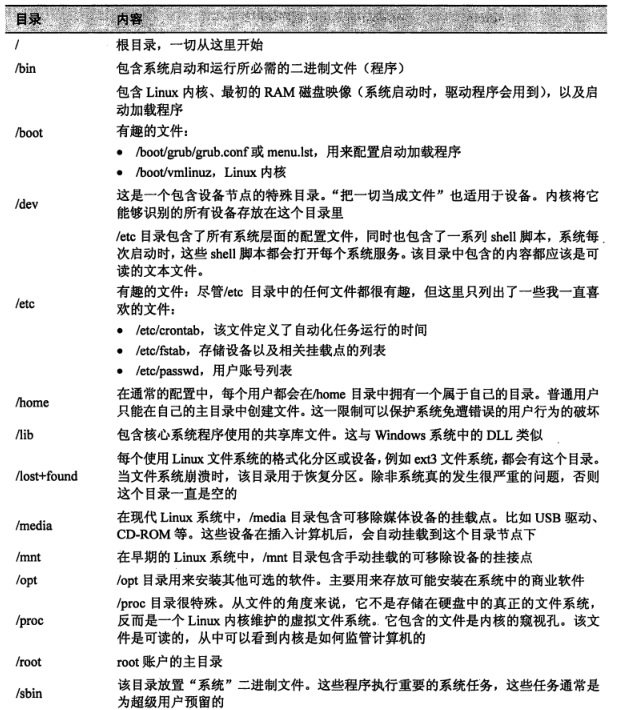 目录 内容
/ 根目录，一切从这里开始
/bin 包含系统启动和运行所必需的二进制文件（程序）
包含 Linux 内核、最初的 RAM 磁盘映像（系统启动时，驱动程序会用到），以及启
动加载程序
/boot 有趣的文件：
• /boot/grub/grub.conf 或 menu.lst，用来配置启动加载程序
• /boot/vmlinuz，Linux 内核
/dev 这是一个包含设备节点的特殊目录。“把一切当成文件”也适用于设备。内核将它
能够识别的所有设备存放在这个目录里
/etc 目录包含了所有系统层面的配置文件，同时也包含了一系列 shell 脚本，系统每
次启动时，这些 shell 脚本都会打开每个系统服务。该目录中包含的内容都应该是可
读的文本文件。
/etc 有趣的文件：尽管/etc 目录中的任何文件都很有趣，但这里只列出了一些我一直喜
欢的文件：
• /etc/crontab，该文件定义了自动化任务运行的时间
• /etc/fstab，存储设备以及相关挂载点的列表
• /etc/passwd，用户账号列表
/home 在通常的配置中，每个用户都会在/home 目录中拥有一个属于自己的目录。普通用户
只能在自己的主目录中创建文件。这一限制可以保护系统免遭错误的用户行为的破坏
/lib 包含核心系统程序使用的共享库文件。这与 Windows 系统中的 DLL 类似
每个使用 Linux 文件系统的格式化分区或设备，例如 ext3 文件系统，都会有这个目录。
/lost+found 当文件系统崩溃时，该目录用于恢复分区。除非系统真的发生很严重的问题，否则
这个目录一直是空的
/media 在现代 Linux 系统中，/media 目录包含可移除媒体设备的挂载点。比如 USB 驱动、
CD-ROM 等。这些设备在插入计算机后，会自动挂载到这个目录节点下
/mnt 在早期的 Linux 系统中，/mnt 目录包含手动挂载的可移除设备的挂接点
/opt /opt 目录用来安装其他可选的软件。主要用来存放可能安装在系统中的商业软件
/proc 目录很特殊。从文件的角度来说，它不是存储在硬盘中的真正的文件系统，
/proc 反而是一个 Linux 内核维护的虚拟文件系统。它包含的文件是内核的窥视孔。该文
件是可读的，从中可以看到内核是如何监管计算机的
/root root 账户的主目录
/sbin 该目录放置“系统”二进制文件。这些程序执行重要的系统任务，这些任务通常是
为超级用户预留的